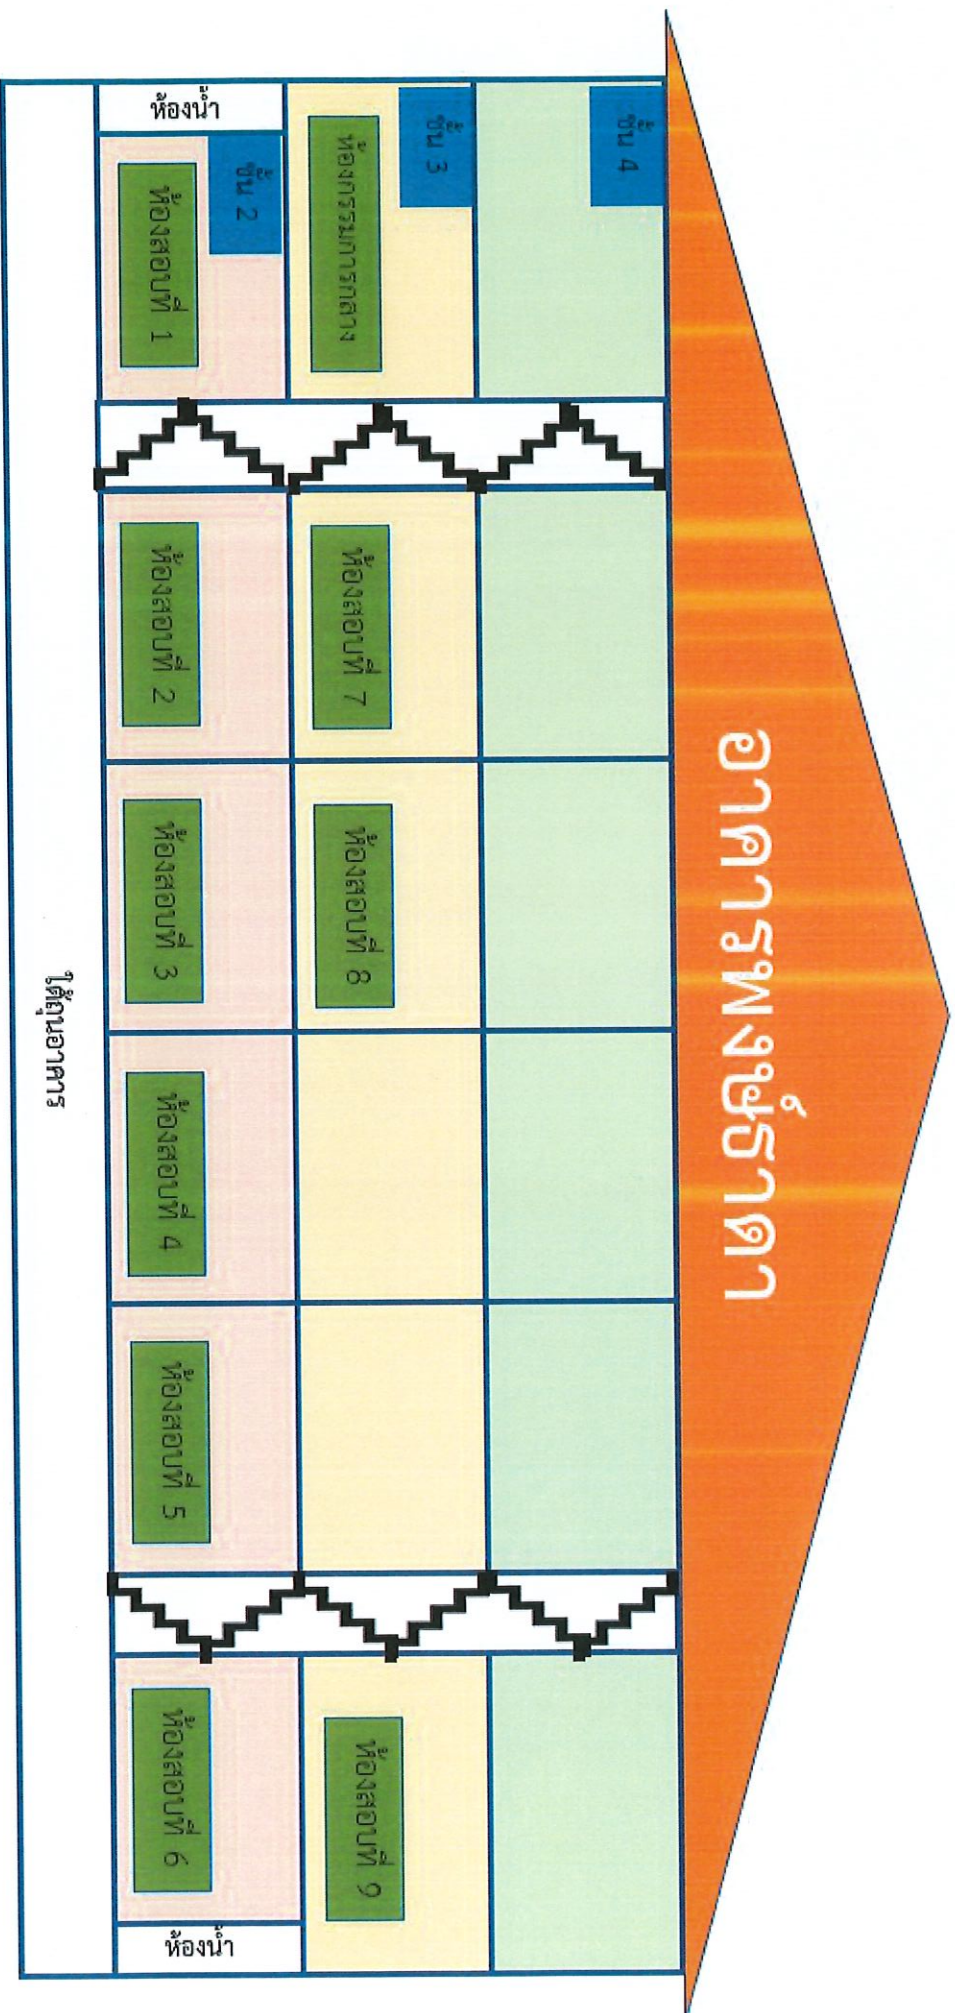 อาคารพงษ์ธาดา
ชั้น 4
ชั้น 3
ห้องกรรมการกลาง
ห้องสอบที่ 7
ห้องสอบที่ 8
ห้องสอบที่ 9
ห้องน้ำ
ชั้น 2
ห้องสอบที่ 1
ห้องสอบที่ 2
ห้องสอบที่ 3
ห้องสอบที่ 4
ห้องสอบที่ 5
ห้องสอบที่ 6
ห้องน้ำ
ใต้ถุนอาคาร